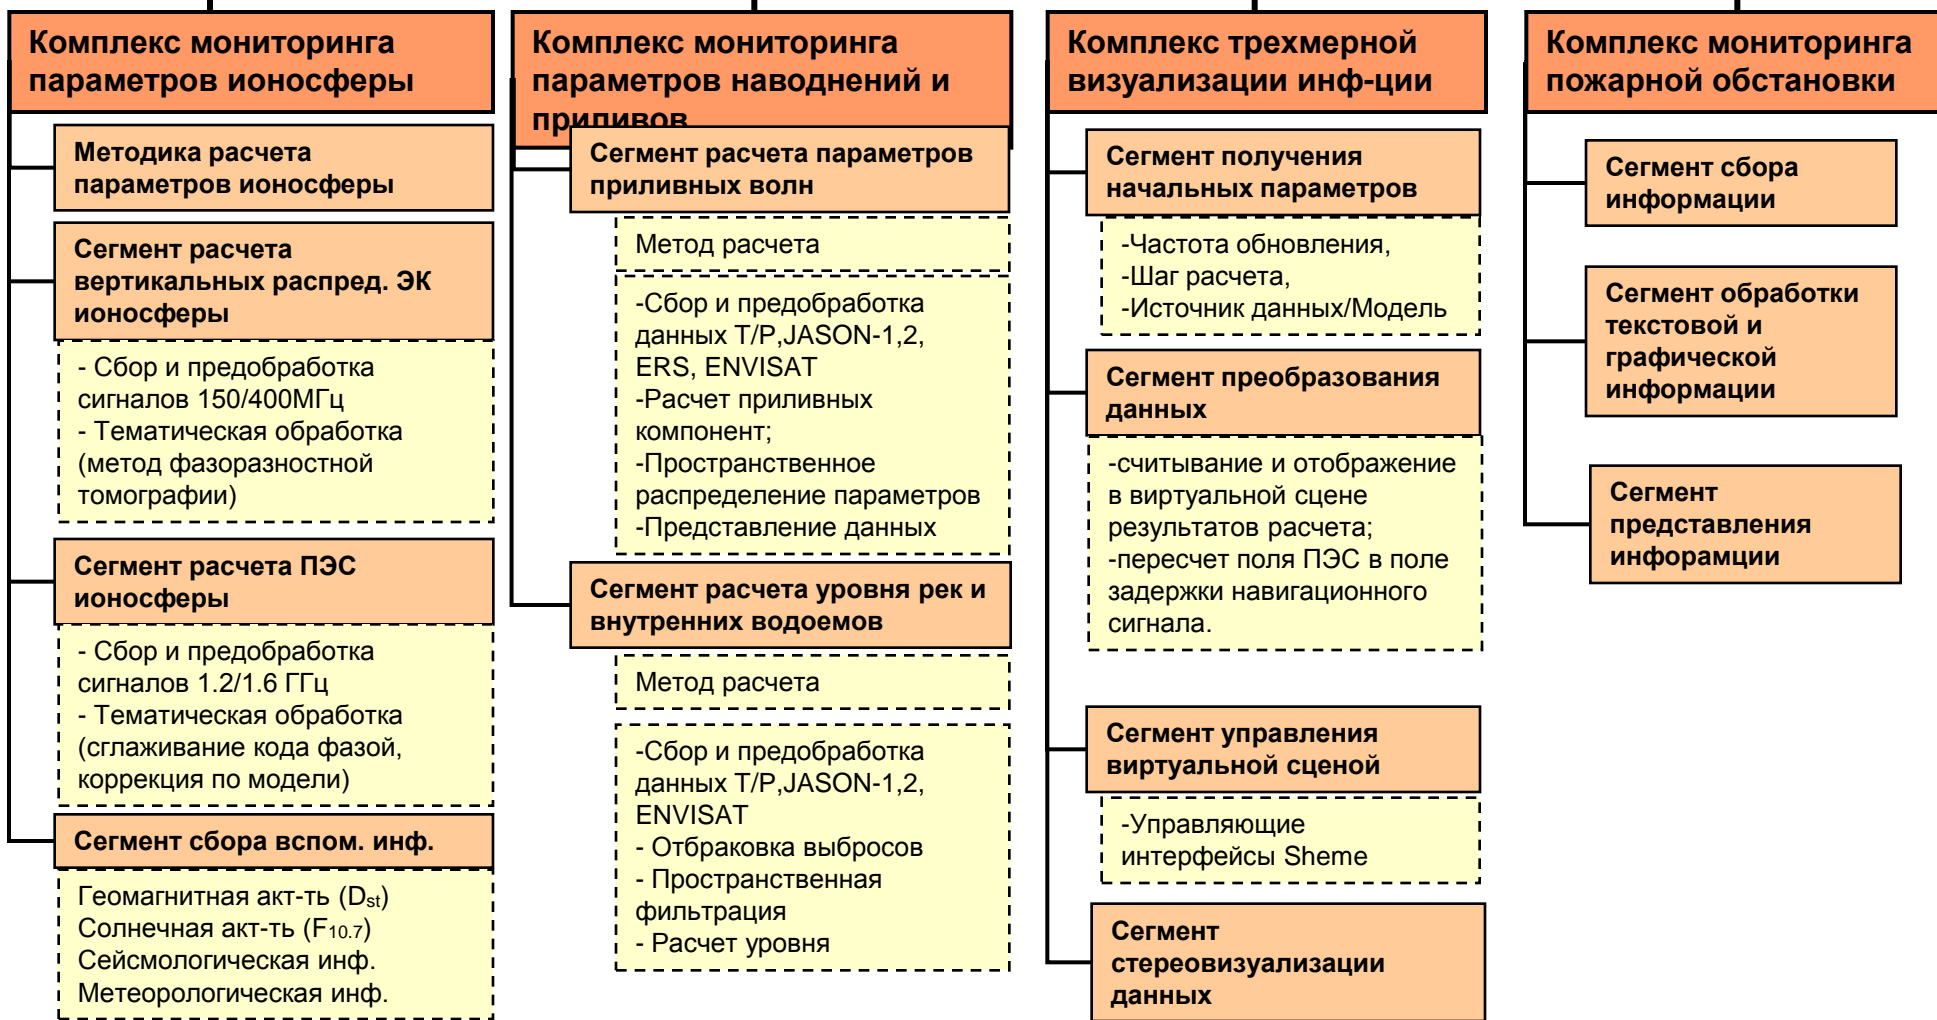 Комплекс мониторинга
параметров ионосферы
Методика расчета
параметров ионосферы
Сегмент расчета
вертикальных распред. ЭК
ионосферы
- Сбор и предобработка
сигналов 150/400МГц
- Тематическая обработка
(метод фазоразностной
томографии)
Сегмент расчета ПЭС
ионосферы
- Сбор и предобработка
сигналов 1.2/1.6 ГГц
- Тематическая обработка
(сглаживание кода фазой,
коррекция по модели)
Сегмент сбора вспом. инф.
Геомагнитная акт-ть (Dst)
Солнечная акт-ть (F10.7)
Сейсмологическая инф.
Метеорологическая инф.
Комплекс мониторинга
параметров наводнений и
приливов
Сегмент расчета параметров
приливных волн
Метод расчета
-Сбор и предобработка
данных T/P,JASON-1,2,
ERS, ENVISAT
-Расчет приливных
компонент;
-Пространственное
распределение параметров
-Представление данных
Сегмент расчета уровня рек и
внутренних водоемов
Метод расчета
-Сбор и предобработка
данных T/P,JASON-1,2,
ENVISAT
- Отбраковка выбросов
- Пространственная
фильтрация
- Расчет уровня
Комплекс трехмерной
визуализации инф-ции
Сегмент получения
начальных параметров
-Частота обновления,
-Шаг расчета,
-Источник данных/Модель
Сегмент преобразования
данных
-считывание и отображение
в виртуальной сцене
результатов расчета;
-пересчет поля ПЭС в поле
задержки навигационного
сигнала.
Сегмент управления
виртуальной сценой
-Управляющие
интерфейсы Sheme
Сегмент
стереовизуализации
данных
Комплекс мониторинга
пожарной обстановки
Сегмент сбора
информации
Сегмент обработки
текстовой и
графической
информации
Сегмент
представления
инфорамции